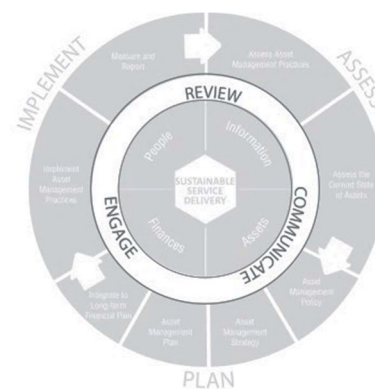 IMPLEMENT
ASSESS
PLAN
Measure and
Report
Assess Asset
Management Practices
Assess the
Current State
of Assets
Asset
Management
Policy
Asset
Management
Strategy
Asset
Management
Plan
Integrate to
Long-term
Financial Plan
Implement
Asset
Management
Practices
REVIEW
COMMUNICATE
ENGAGE
People
Information
Assets
Finances
SUSTAINABLE
SERVICE
DELIVERY